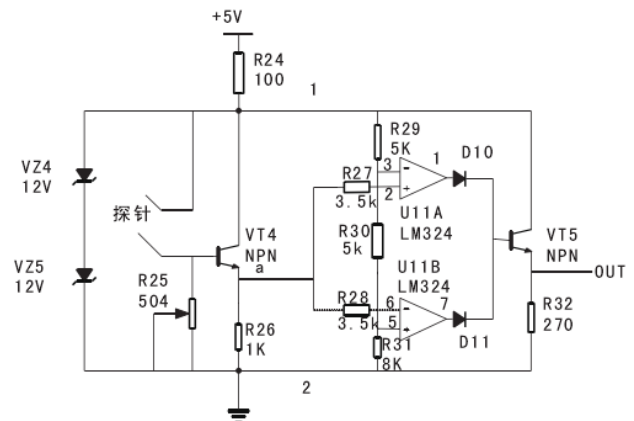 +5V
R24
100
1
R29
5K
VZ4
12V
R27
3.5k
3
-
1
D10
2
+
探针
U11A
LM324
R30
5k
VT4
NPN
a
VT5
NPN
U11B
LM324
OUT
VZ5
12V
R25
504
R28
3.5k
6
-
7
5
+
D11
R26
1K
R31
8K
R32
270
2